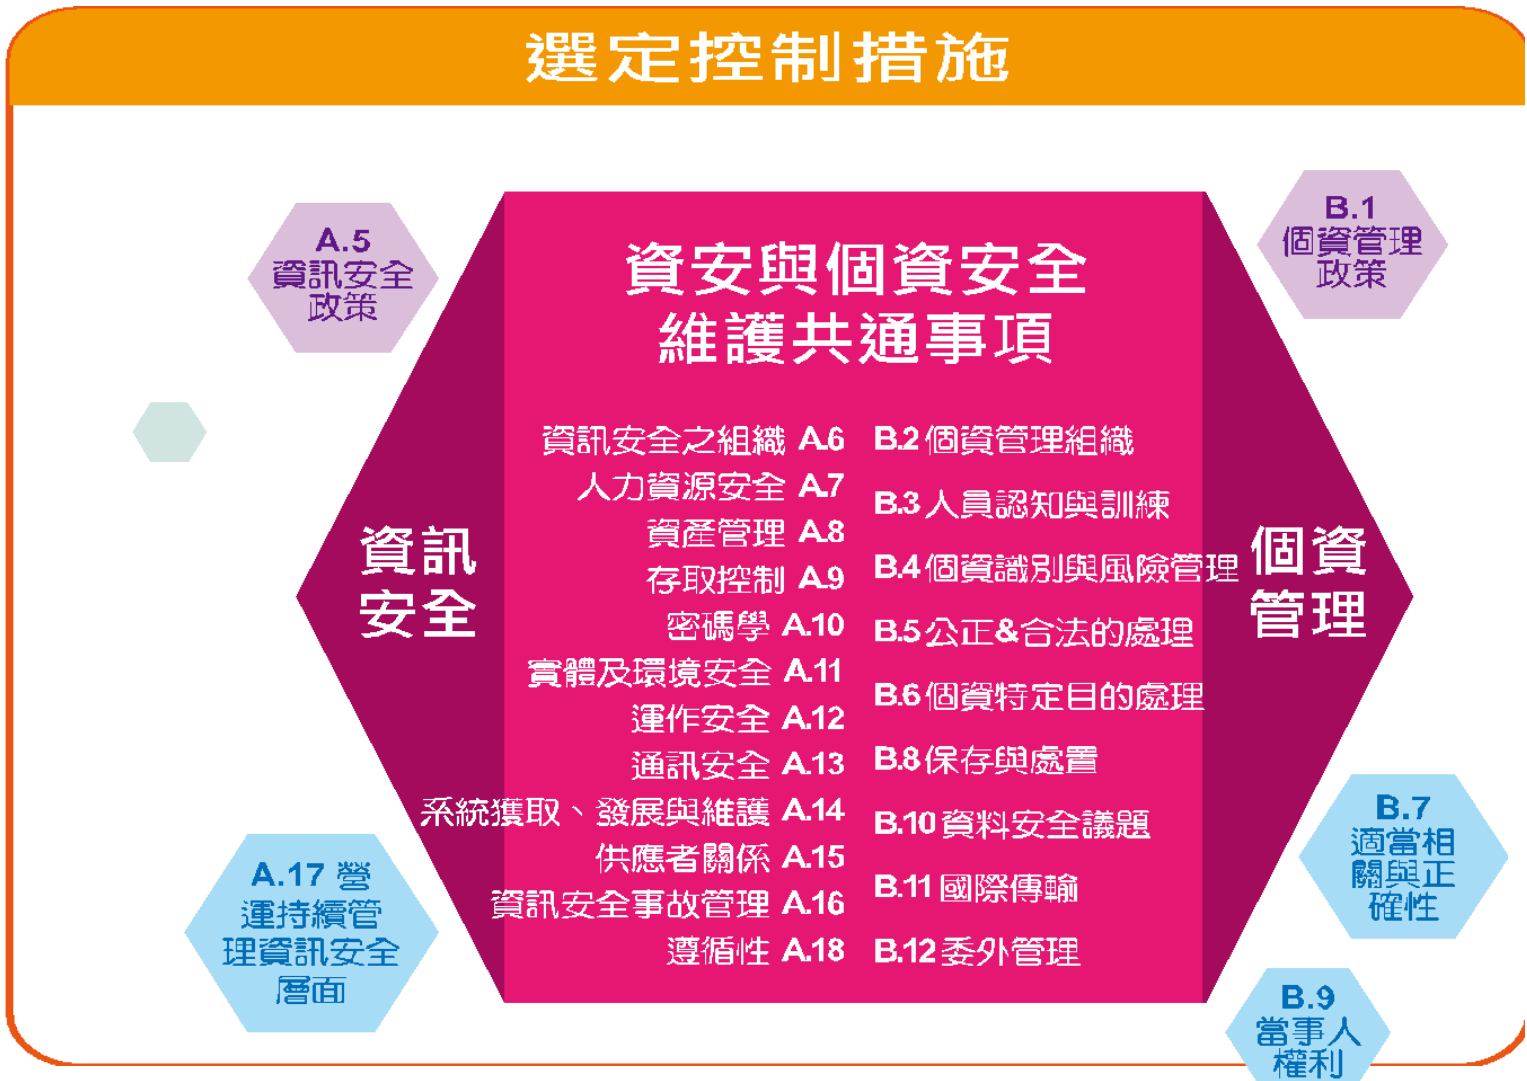 選定控制措施
A.5
資訊安全
政策
B.1
個資管理
政策
資安與個資安全
維護共通事項
資訊
安全
資訊安全之組織 A.6
人力資源安全 A.7
資產管理 A.8
存取控制 A.9
密碼學 A.10
實體及環境安全 A.11
運作安全 A.12
通訊安全 A.13
系統獲取、發展與維護 A.14
供應者關係 A.15
資訊安全事故管理 A.16
遵循性 A.18
B.2 個資管理組織
B.3 人員認知與訓練
B.4 個資識別與風險管理
B.5 公正&合法的處理
B.6 個資特定目的處理
B.8 保存與處置
B.10 資料安全議題
B.11 國際傳輸
B.12 委外管理
個資
管理
A.17 營
運持續管
理資訊安全
層面
B.7
適當相
關與正
確性
B.9
當事人
權利